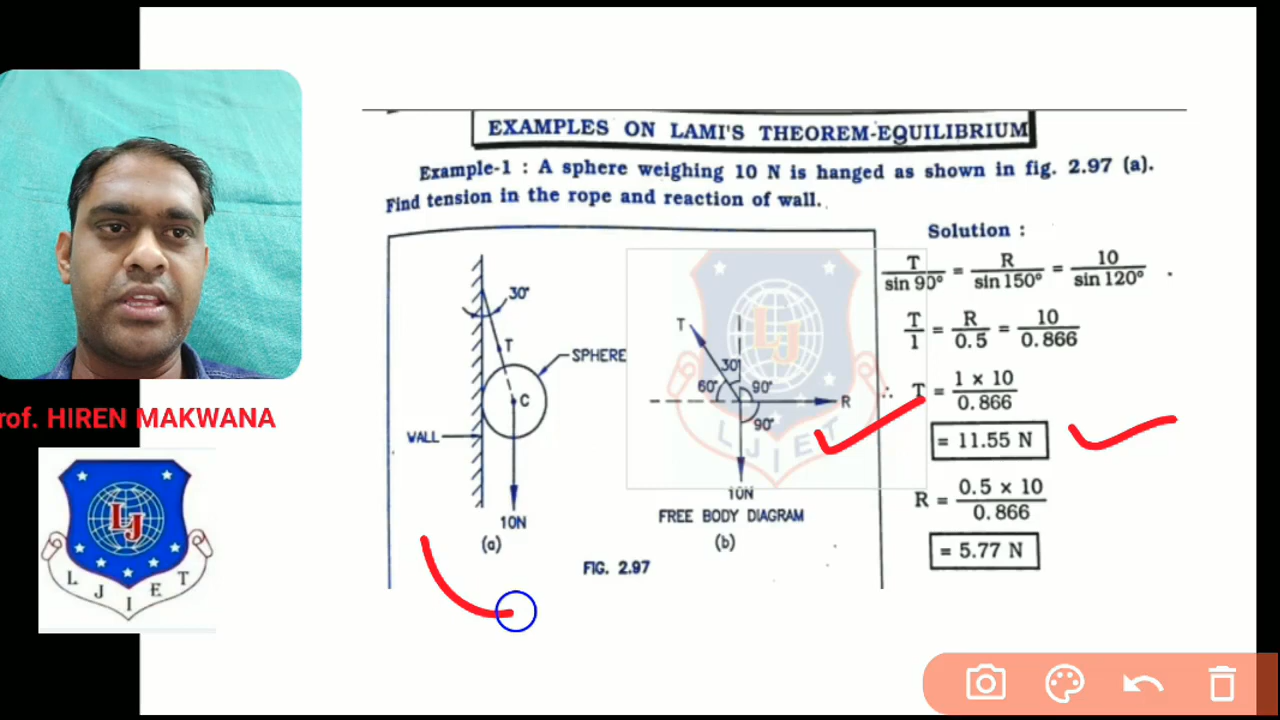 EXAMPLES ON LAMI'S THEOREM-EQUILIBRIUM
Example-1 : A sphere weighing 10 N is hanged as shown in fig. 2.97 (a).
Find tension in the rope and reaction of wall.
Solution :
T/sin 90° = R/sin 150° = 10/sin 120° .
T/1 = R/0.5 = 10/0.866
∴ T = 1 x 10/0.866
= 11.55 N
R = 0.5 x 10/0.866
= 5.77 N
30°
T
SPHERE
C
WALL
10N
(a)
T
30°
60°
90°
R
90°
10N
FREE BODY DIAGRAM
(b)
FIG. 2.97
LJ
L J I E T
rof. HIREN MAKWANA
LJ
L J I E T